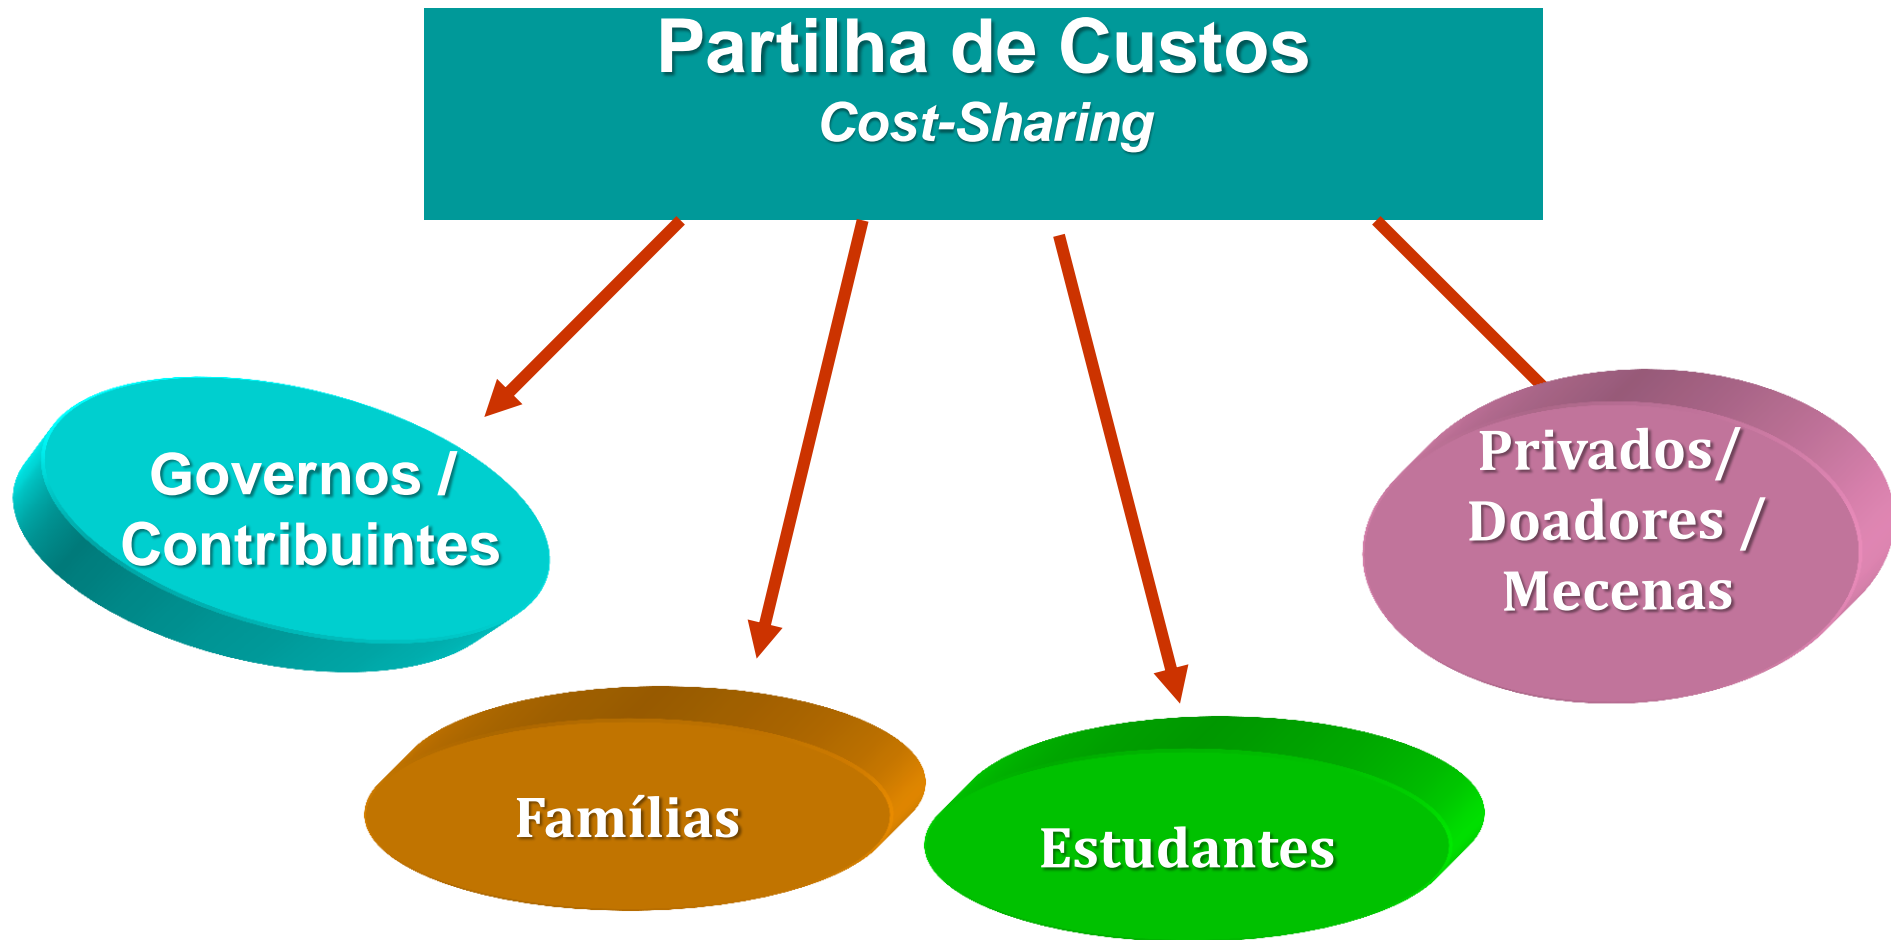 Partilha de Custos
Cost-Sharing
Governos /
Contribuintes
Famílias
Estudantes
Privados/
Doadores /
Mecenas